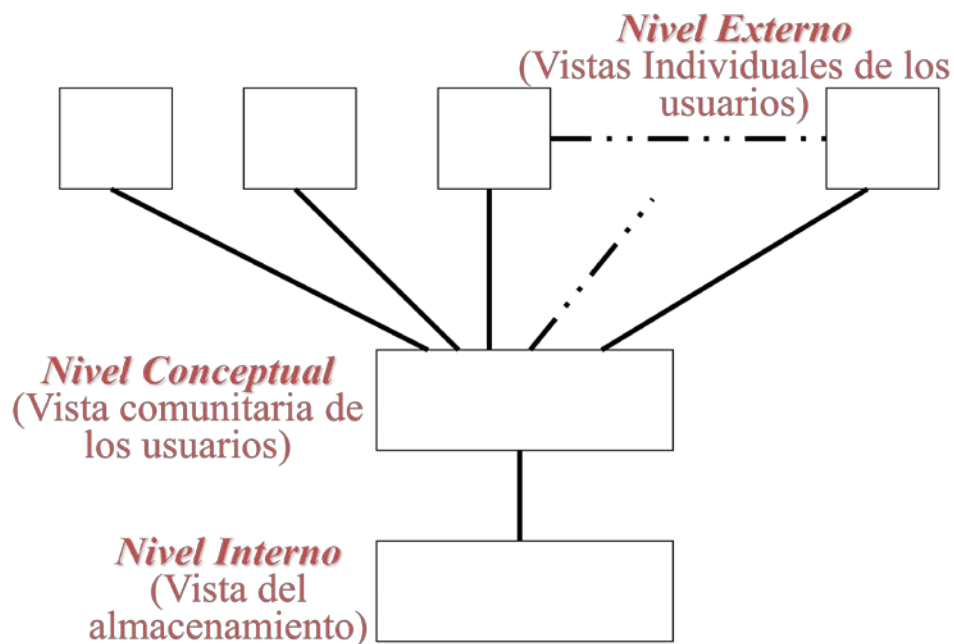 Nivel Externo
(Vistas Individuales de los
usuarios)
Nivel Conceptual
(Vista comunitaria de
los usuarios)
Nivel Interno
(Vista del
almacenamiento)